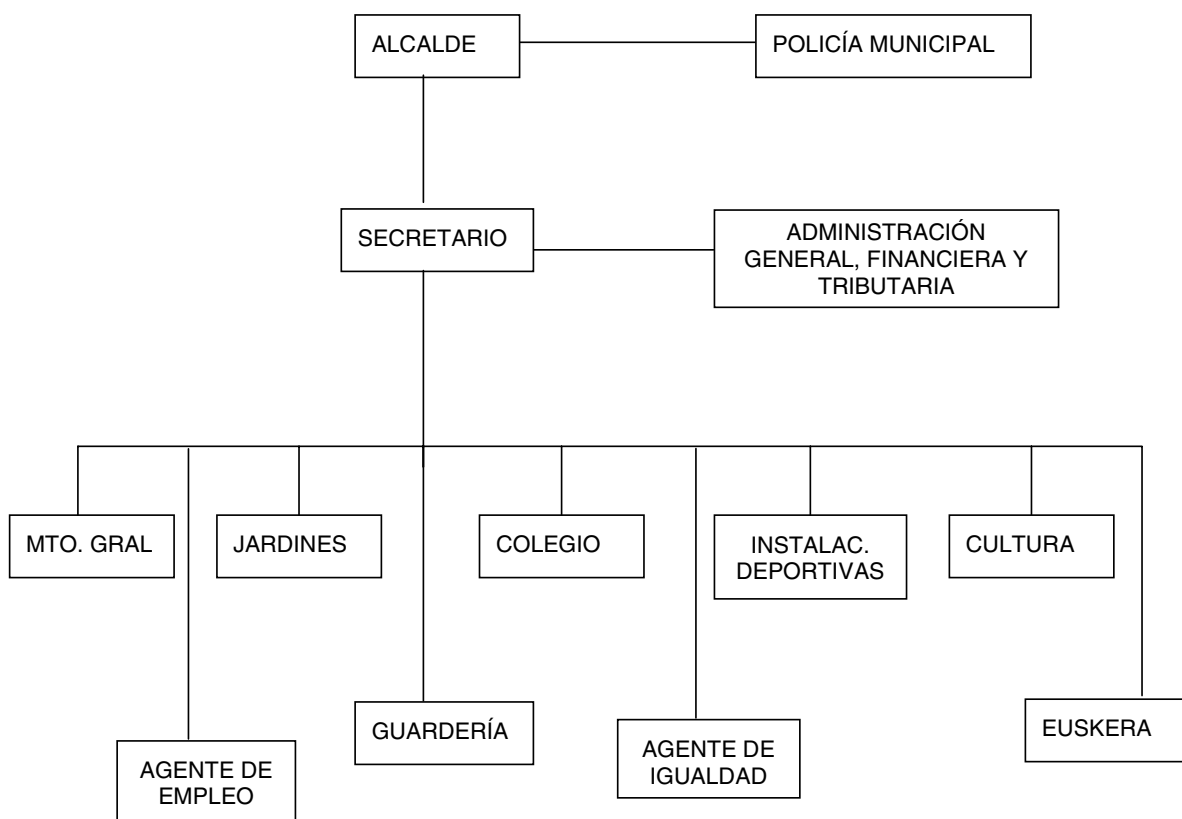 ALCALDE
POLICÍA MUNICIPAL
SECRETARIO
ADMINISTRACIÓN
GENERAL, FINANCIERA Y
TRIBUTARIA
MTO. GRAL
JARDINES
COLEGIO
INSTALAC.
DEPORTIVAS
CULTURA
AGENTE DE
EMPLEO
GUARDERÍA
AGENTE DE
IGUALDAD
EUSKERA